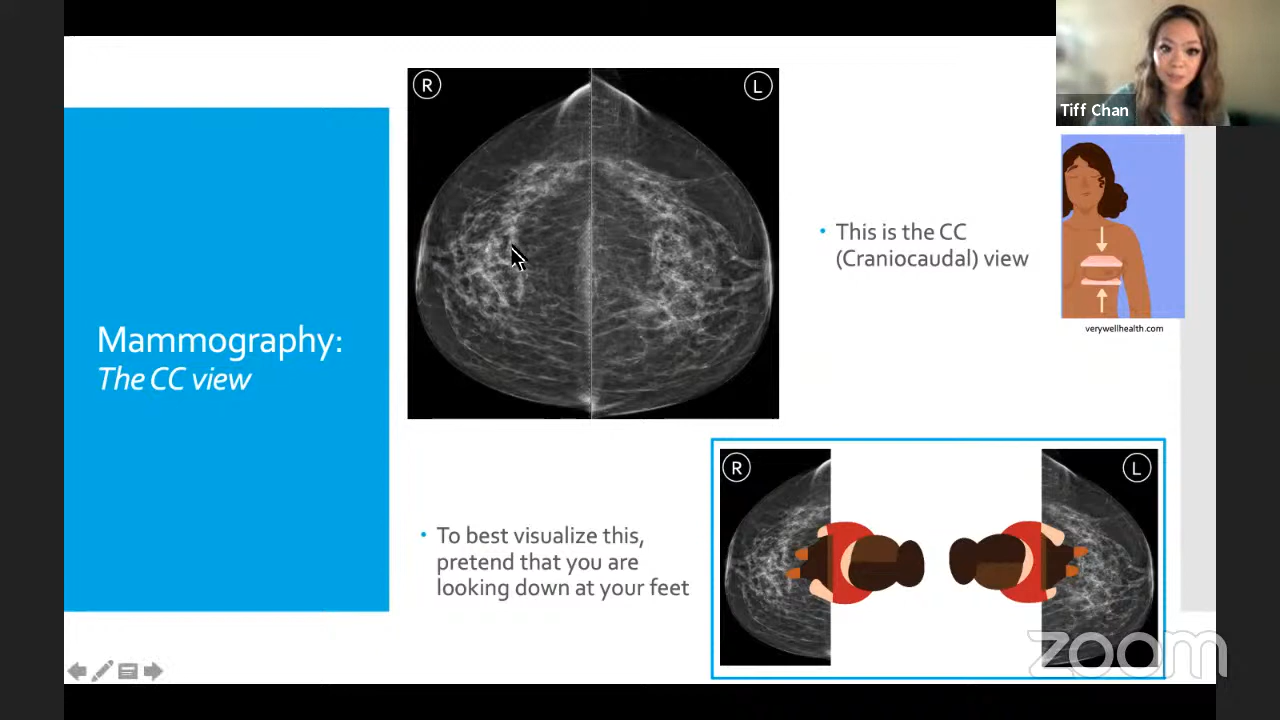 R
L
Tiff Chan
Mammography:
The CC view
• This is the CC
(Craniocaudal) view
verywellhealth.com
• To best visualize this,
pretend that you are
looking down at your feet
R
L
zoom